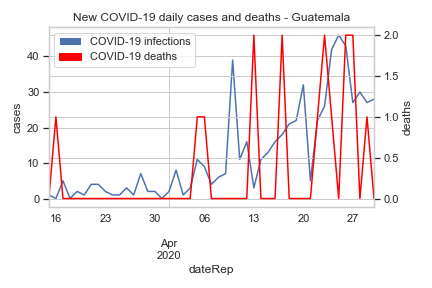 New COVID-19 daily cases and deaths - Guatemala
COVID-19 infections
COVID-19 deaths
cases
40
30
20
10
0
deaths
2.0
1.5
1.0
0.5
0.0
16 23 30 06 13 20 27
Apr
2020
dateRep